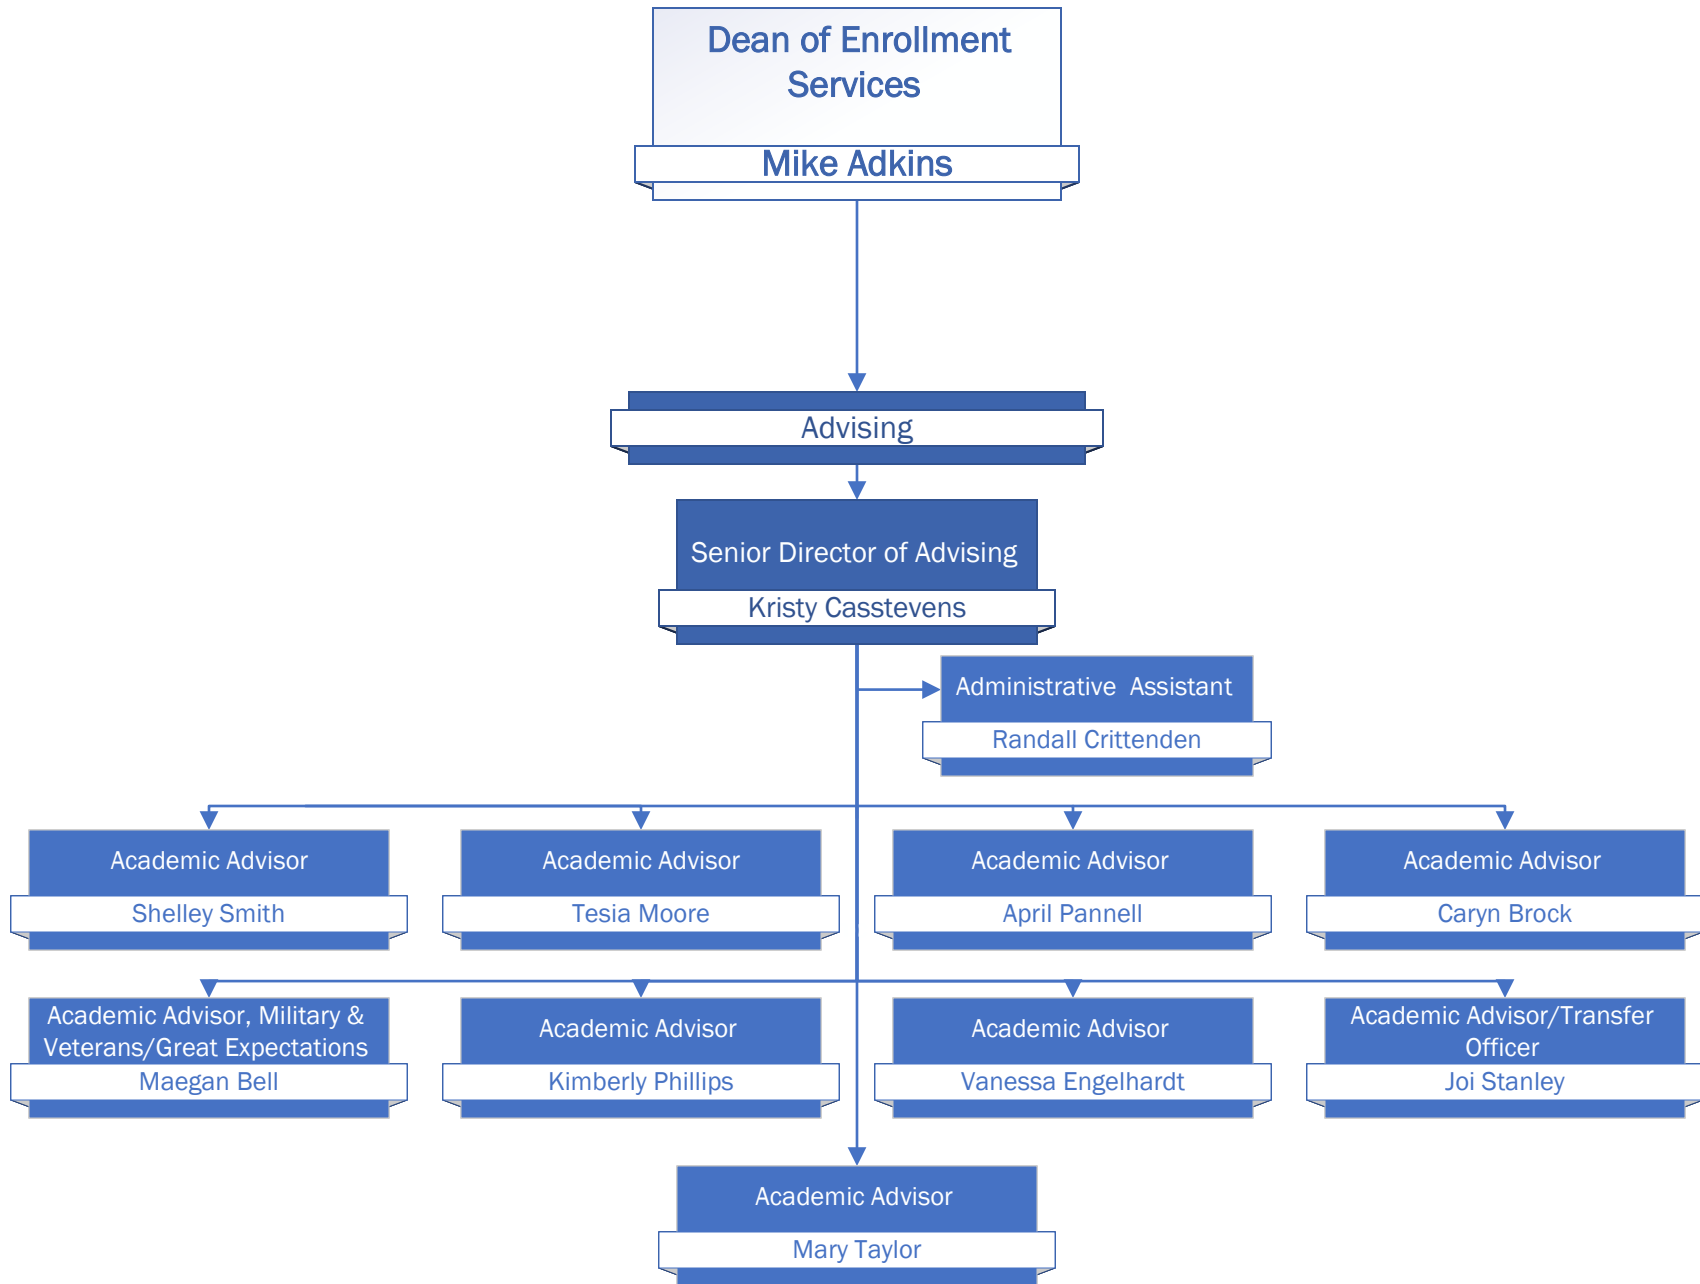 Dean of Enrollment
Services
Mike Adkins
Advising
Senior Director of Advising
Kristy Casstevens
Administrative  Assistant
Randall Crittenden
Academic Advisor
Shelley Smith
Academic Advisor
Tesia Moore
Academic Advisor
April Pannell
Academic Advisor
Caryn Brock
Academic Advisor, Military &
Veterans/Great Expectations
Maegan Bell
Academic Advisor
Kimberly Phillips
Academic Advisor
Vanessa Engelhardt
Academic Advisor/Transfer
Officer
Joi Stanley
Academic Advisor
Mary Taylor